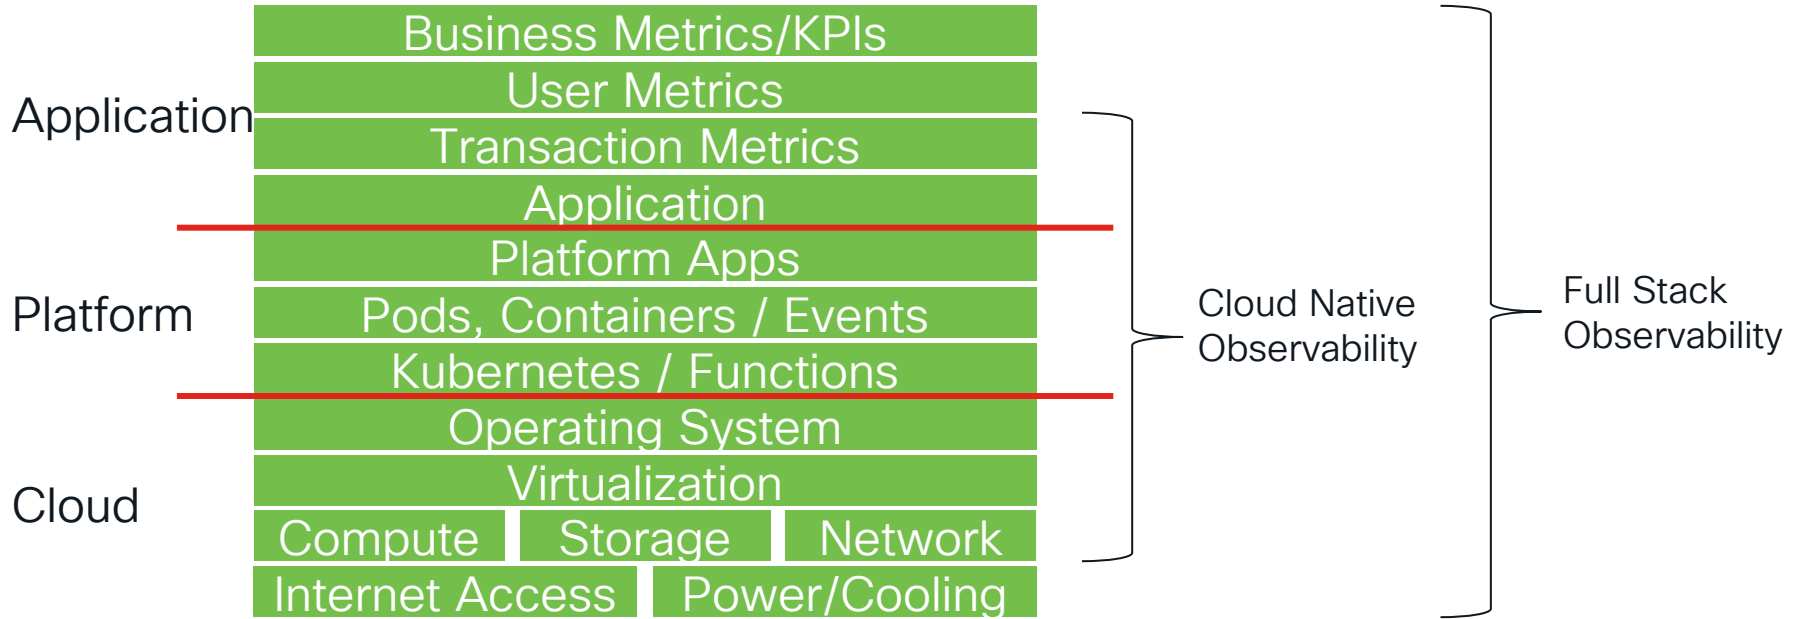 Business Metrics/KPIs
User Metrics
Application
Transaction Metrics
Application
Platform Apps
Platform
Pods, Containers / Events
Kubernetes / Functions
Operating System
Cloud
Virtualization
Compute
Storage
Network
Internet Access
Power/Cooling
Cloud Native
Observability
Full Stack
Observability